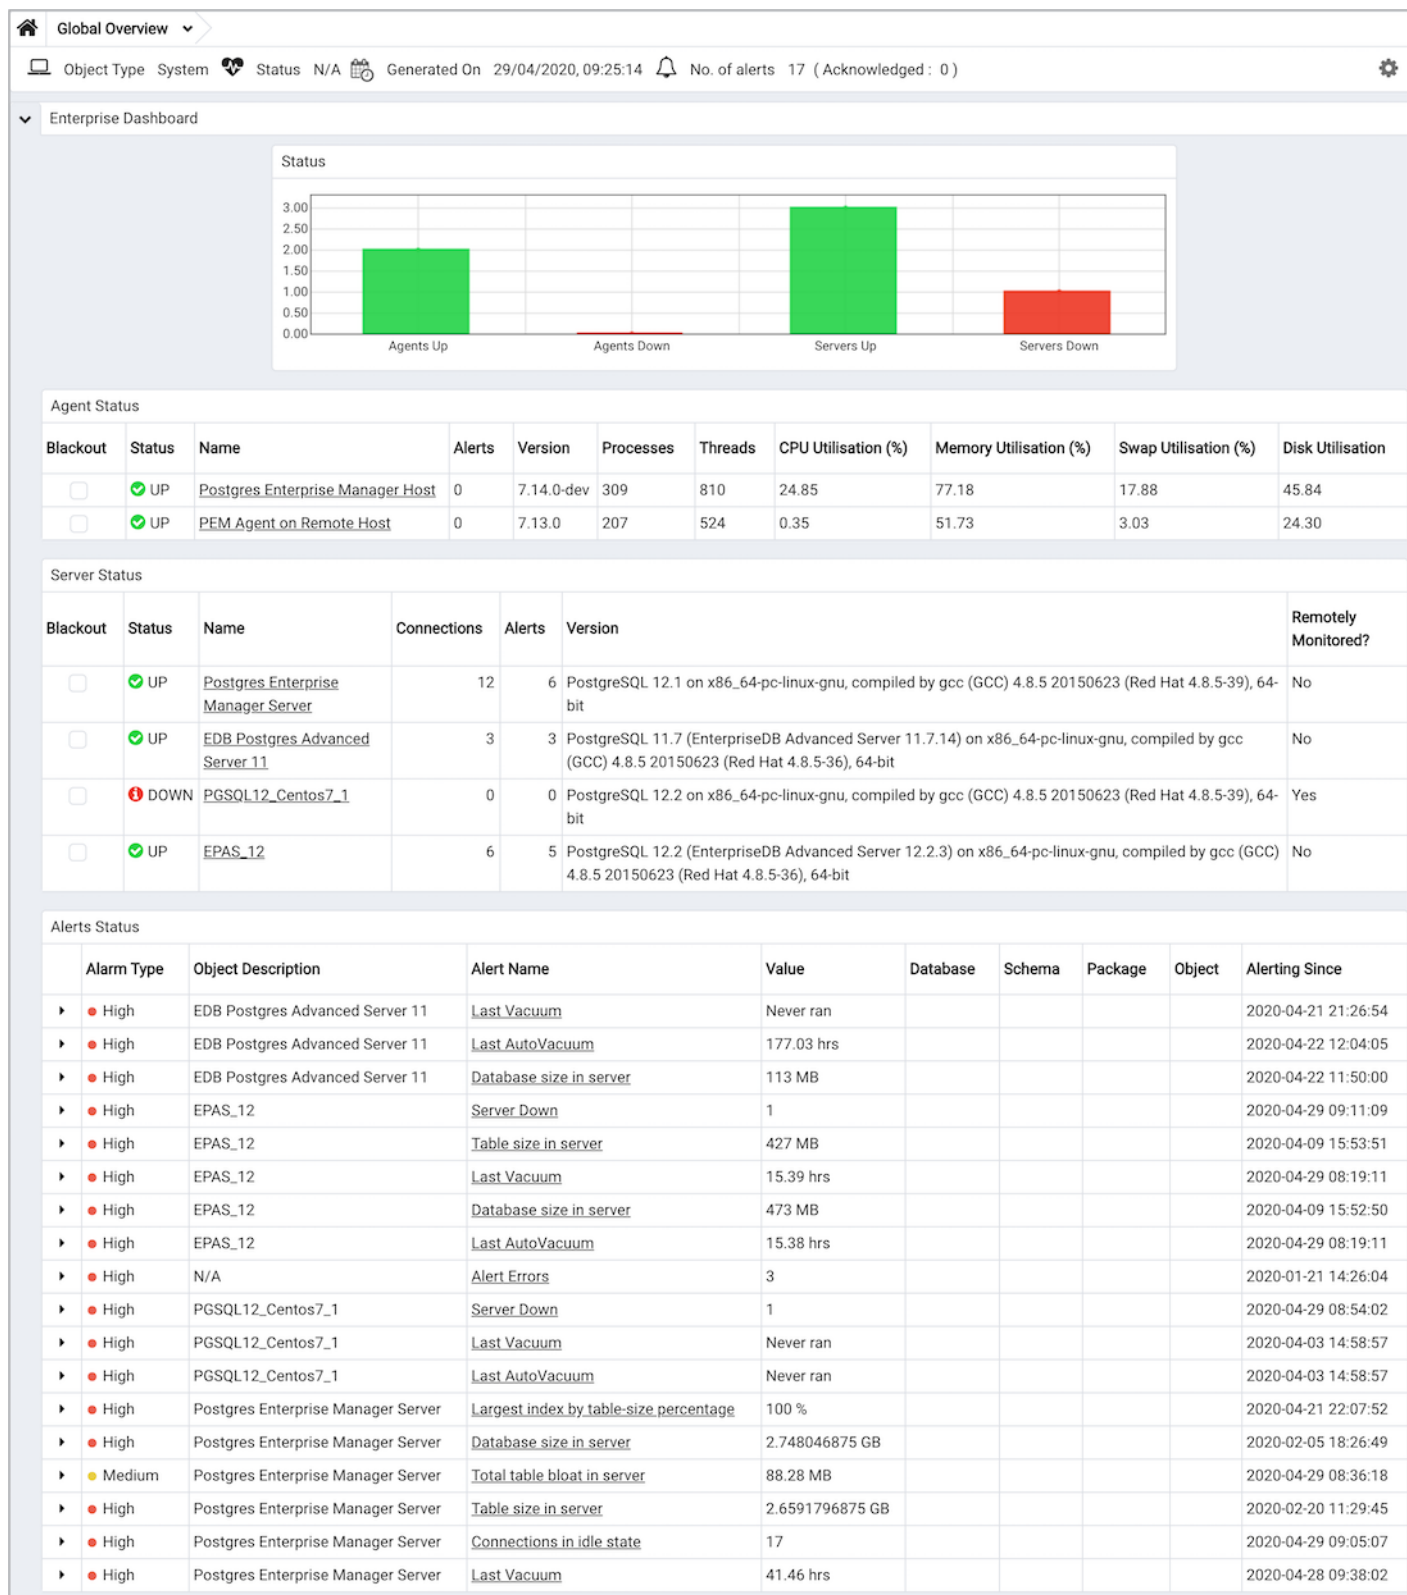 Global Overview
Object Type System Status N/A Generated On 29/04/2020, 09:25:14 No. of alerts 17 ( Acknowledged : 0 )
Enterprise Dashboard
Status
3.00
2.50
2.00
1.50
1.00
0.50
0.00
Agents Up Agents Down Servers Up Servers Down
Agent Status
Blackout Status Name Alerts Version Processes Threads CPU Utilisation (%) Memory Utilisation (%) Swap Utilisation (%) Disk Utilisation
UP Postgres Enterprise Manager Host 0 7.14.0-dev 309 810 24.85 77.18 17.88 45.84
UP PEM Agent on Remote Host 0 7.13.0 207 524 0.35 51.73 3.03 24.30
Server Status
Blackout Status Name Connections Alerts Version Remotely
Monitored?
UP Postgres Enterprise 12 6 PostgreSQL 12.1 on x86_64-pc-linux-gnu, compiled by gcc (GCC) 4.8.5 20150623 (Red Hat 4.8.5-39), 64- No
Manager Server bit
UP EDB Postgres Advanced 3 3 PostgreSQL 11.7 (EnterpriseDB Advanced Server 11.7.14) on x86_64-pc-linux-gnu, compiled by gcc No
Server 11 (GCC) 4.8.5 20150623 (Red Hat 4.8.5-36), 64-bit
DOWN PGSQL12_Centos7_1 0 0 PostgreSQL 12.2 on x86_64-pc-linux-gnu, compiled by gcc (GCC) 4.8.5 20150623 (Red Hat 4.8.5-39), 64- Yes
bit
UP EPAS_12 6 5 PostgreSQL 12.2 (EnterpriseDB Advanced Server 12.2.3) on x86_64-pc-linux-gnu, compiled by gcc (GCC) No
4.8.5 20150623 (Red Hat 4.8.5-36), 64-bit
Alerts Status
Alarm Type Object Description Alert Name Value Database Schema Package Object Alerting Since
High EDB Postgres Advanced Server 11 Last Vacuum Never ran 2020-04-21 21:26:54
High EDB Postgres Advanced Server 11 Last AutoVacuum 177.03 hrs 2020-04-22 12:04:05
High EDB Postgres Advanced Server 11 Database size in server 113 MB 2020-04-22 11:50:00
High EPAS_12 Server Down 1 2020-04-29 09:11:09
High EPAS_12 Table size in server 427 MB 2020-04-09 15:53:51
High EPAS_12 Last Vacuum 15.39 hrs 2020-04-29 08:19:11
High EPAS_12 Database size in server 473 MB 2020-04-09 15:52:50
High EPAS_12 Last AutoVacuum 15.38 hrs 2020-04-29 08:19:11
High N/A Alert Errors 3 2020-01-21 14:26:04
High PGSQL12_Centos7_1 Server Down 1 2020-04-29 08:54:02
High PGSQL12_Centos7_1 Last Vacuum Never ran 2020-04-03 14:58:57
High PGSQL12_Centos7_1 Last AutoVacuum Never ran 2020-04-03 14:58:57
High Postgres Enterprise Manager Server Largest index by table-size percentage 100 % 2020-04-21 22:07:52
High Postgres Enterprise Manager Server Database size in server 2.748046875 GB 2020-02-05 18:26:49
Medium Postgres Enterprise Manager Server Total table bloat in server 88.28 MB 2020-04-29 08:36:18
High Postgres Enterprise Manager Server Table size in server 2.6591796875 GB 2020-02-20 11:29:45
High Postgres Enterprise Manager Server Connections in idle state 17 2020-04-29 09:05:07
High Postgres Enterprise Manager Server Last Vacuum 41.46 hrs 2020-04-28 09:38:02